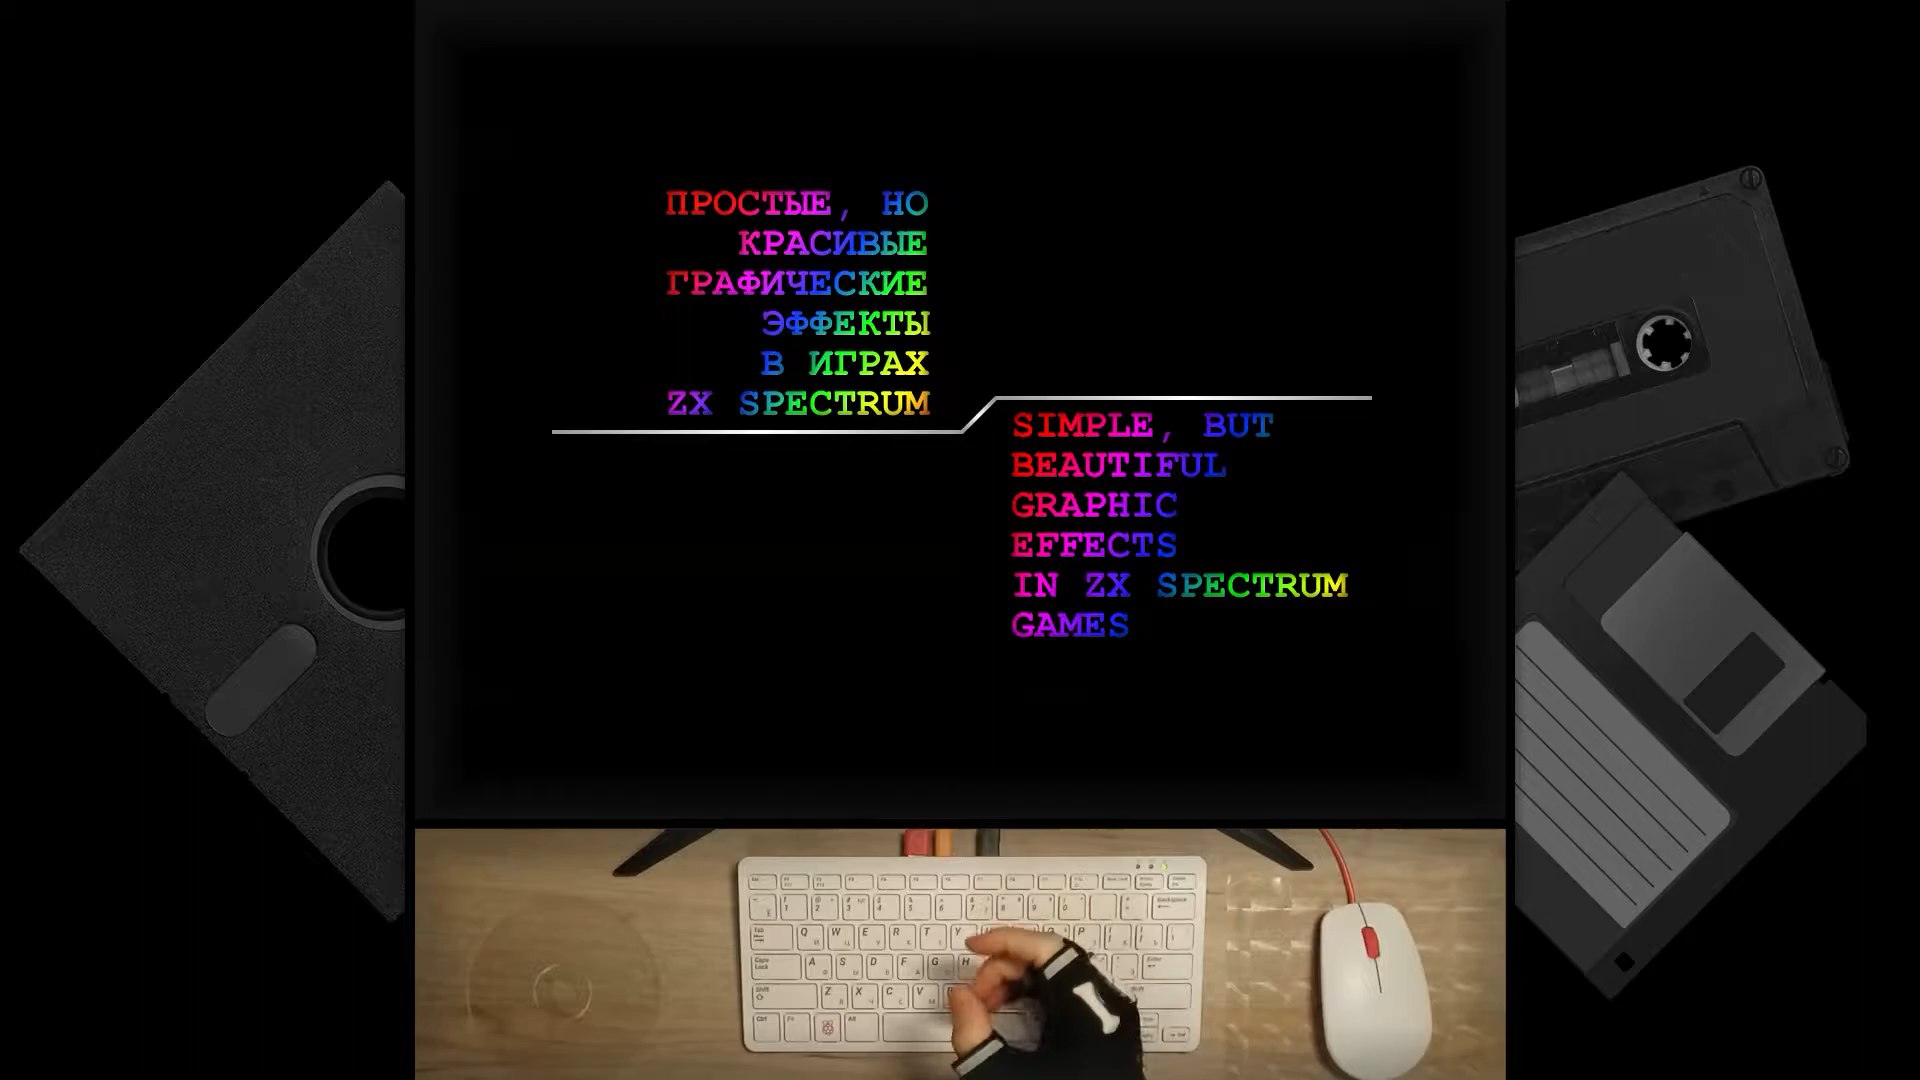 ПРОСТЫЕ, НО
КРАСИВЫЕ
ГРАФИЧЕСКИЕ
ЭФФЕКТЫ
В ИГРАХ
ZX SPECTRUM
SIMPLE, BUT
BEAUTIFUL
GRAPHIC
EFFECTS
IN ZX SPECTRUM
GAMES
Q W E R T Y
A S D F G H
Z X C V